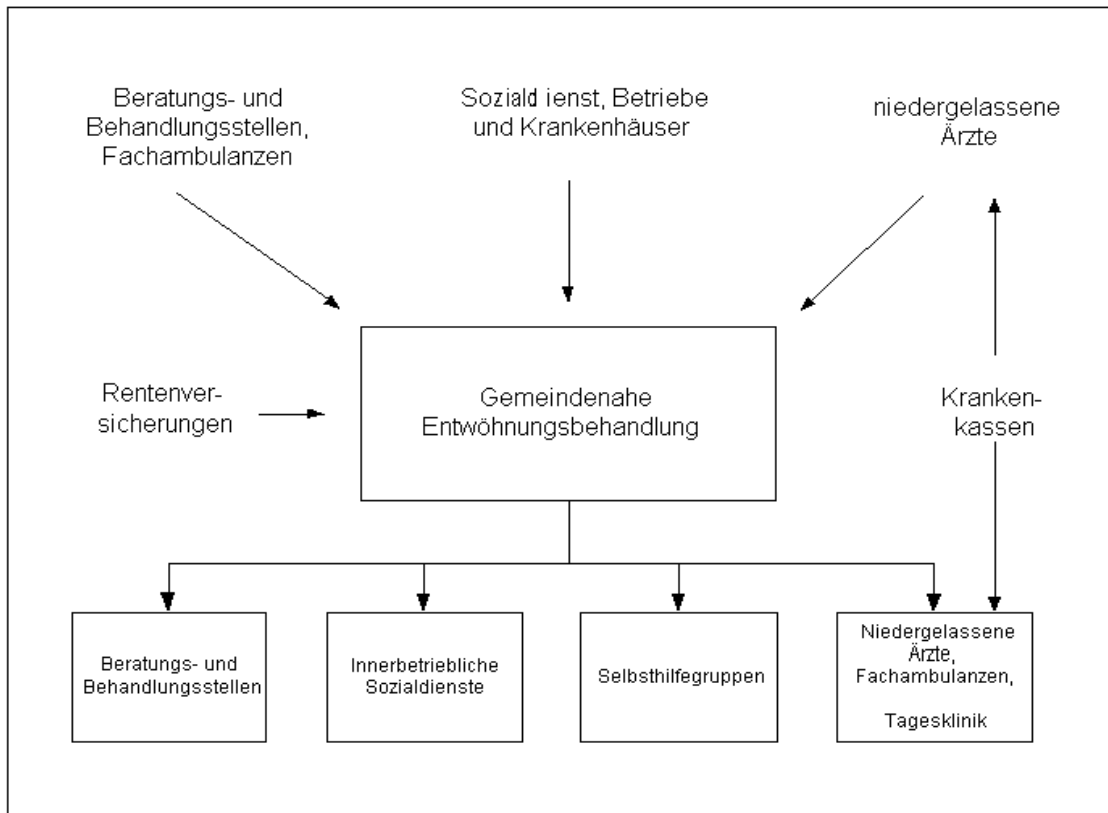 Beratungs- und
Behandlungsstellen,
Fachambulanzen
Soziald ienst, Betriebe
und Krankenhäuser
niedergelassene
Ärzte
Rentenver-
sicherungen
Gemeindenahe
Entwöhnungsbehandlung
Kranken-
kassen
Beratungs- und
Behandlungsstellen
Innerbetriebliche
Sozialdienste
Selbsthilfegruppen
Niedergelassene
Ärzte,
Fachambulanzen,
Tagesklinik